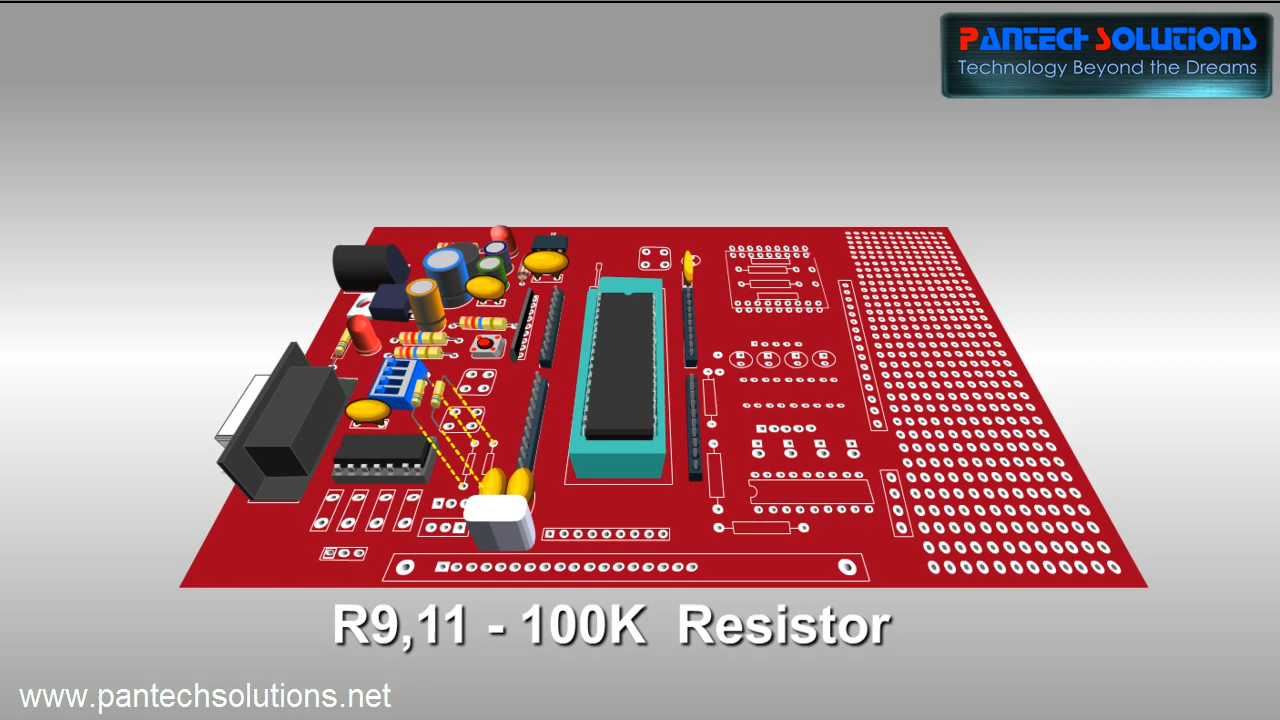 Pantech Solutions
Technology Beyond the Dreams
R9,11 - 100K Resistor
www.pantechsolutions.net